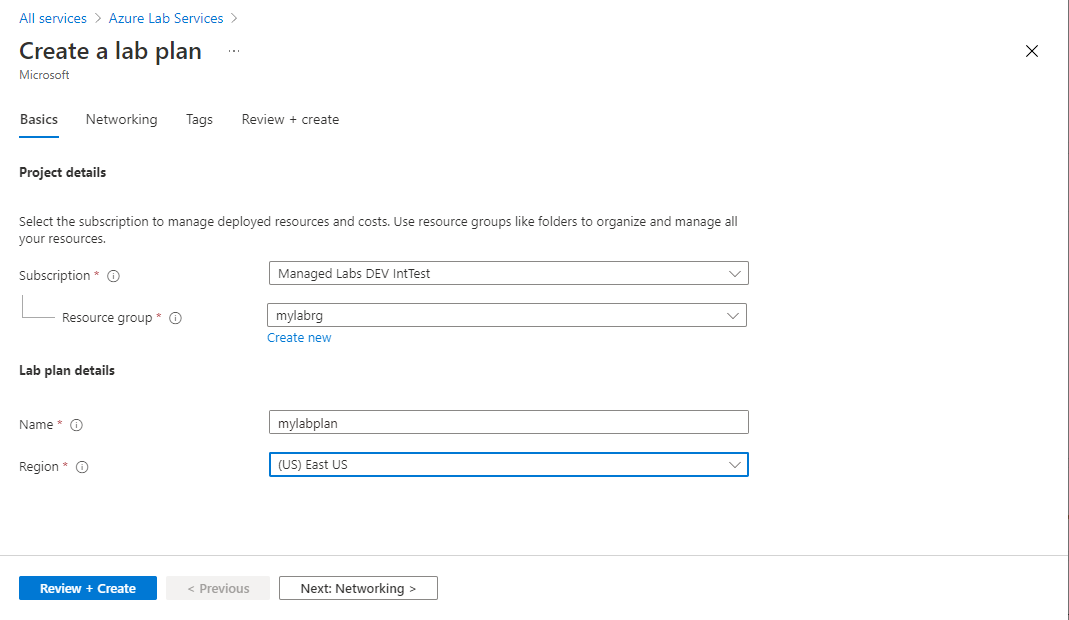 All services > Azure Lab Services >
Create a lab plan ...
Microsoft
Basics Networking Tags Review + create
Project details
Select the subscription to manage deployed resources and costs. Use resource groups like folders to organize and manage all
your resources.
Subscription * Managed Labs DEV IntTest
Resource group * mylabrg
Create new
Lab plan details
Name * mylabplan
Region * (US) East US
Review + Create < Previous Next: Networking >